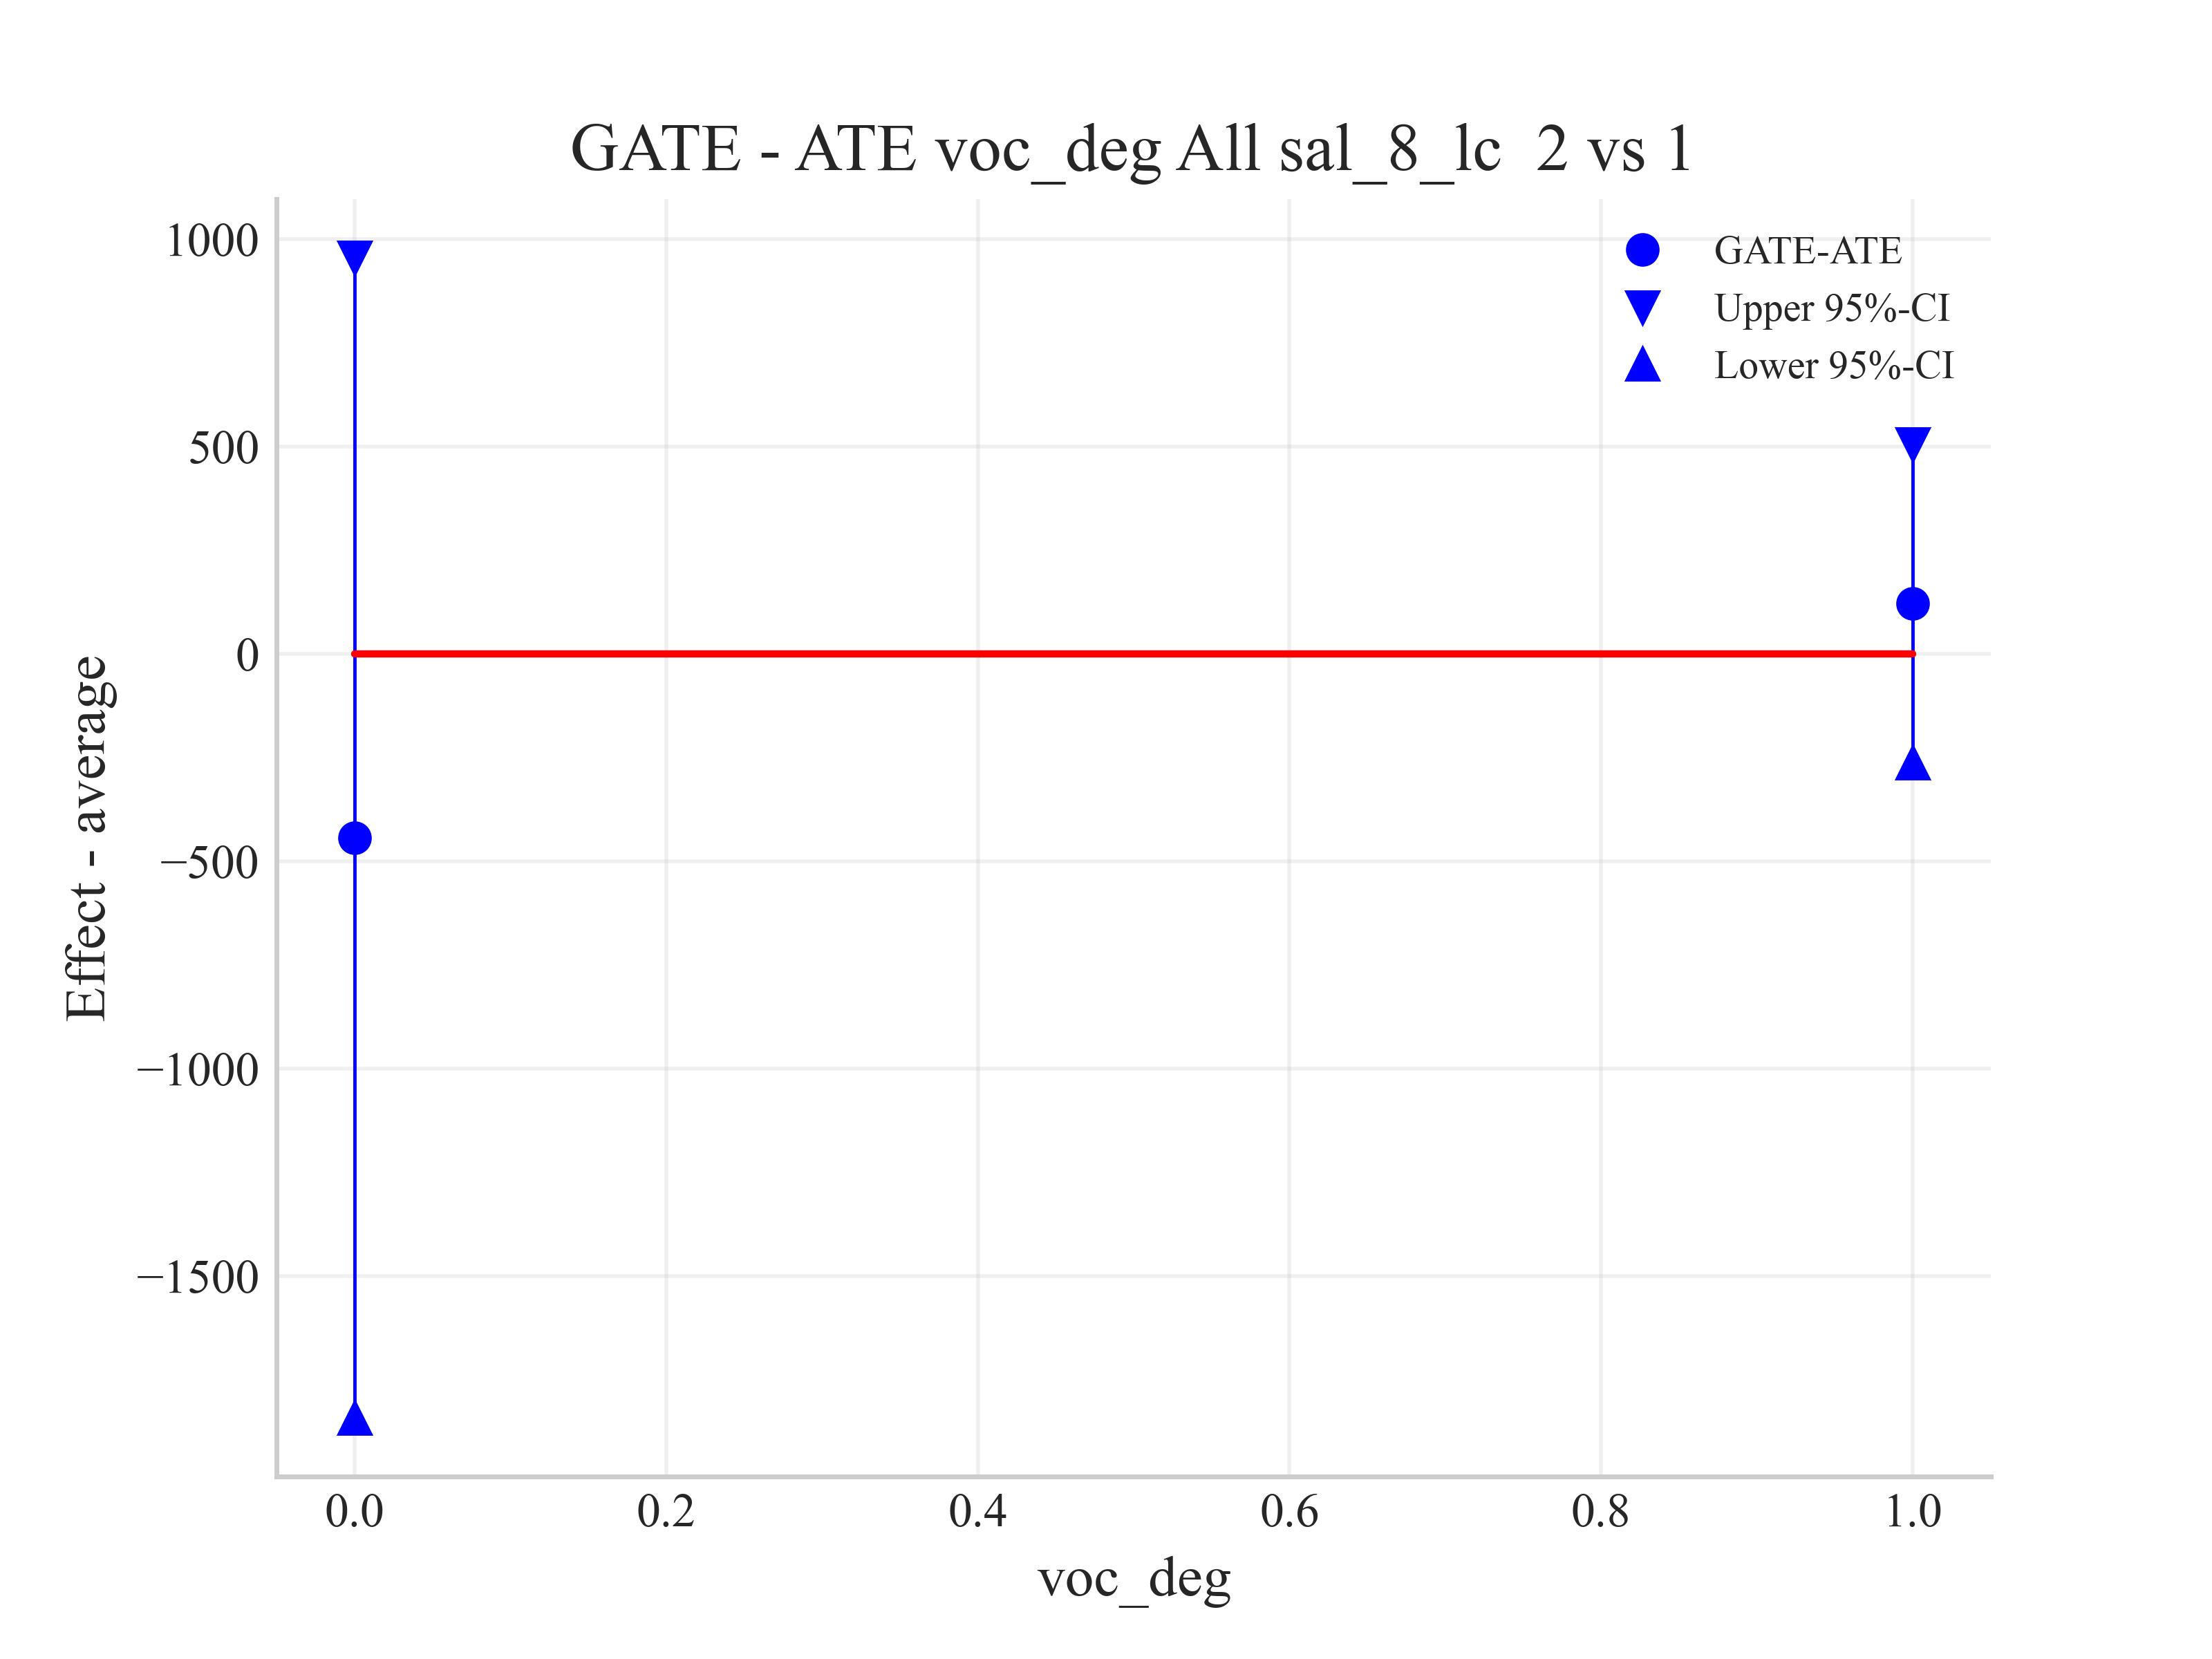 GATE - ATE voc_deg All sal_8_lc  2 vs 1
1000
500
0
−500
−1000
−1500
Effect - average
GATE-ATE
Upper 95%-CI
Lower 95%-CI
0.0 0.2 0.4 0.6 0.8 1.0
voc_deg